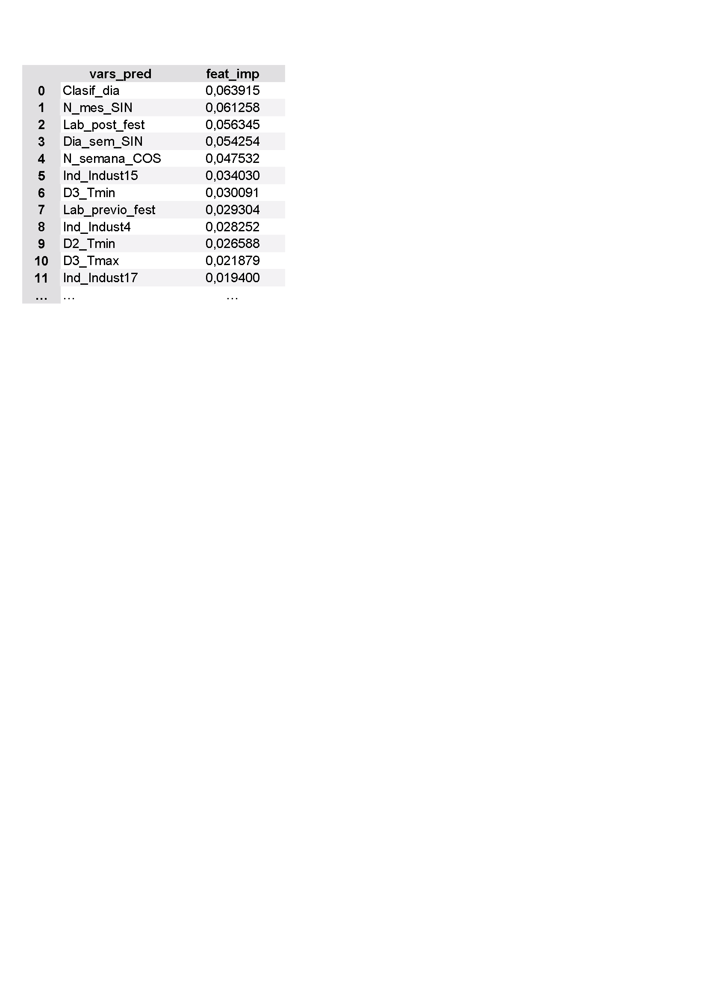 vars_pred feat_imp
0 Clasif_dia 0,063915
1 N_mes_SIN 0,061258
2 Lab_post_fest 0,056345
3 Dia_sem_SIN 0,054254
4 N_semana_COS 0,047532
5 Ind_Indust15 0,034030
6 D3_Tmin 0,030091
7 Lab_previo_fest 0,029304
8 Ind_Indust4 0,028252
9 D2_Tmin 0,026588
10 D3_Tmax 0,021879
11 Ind_Indust17 0,019400
... ... ...